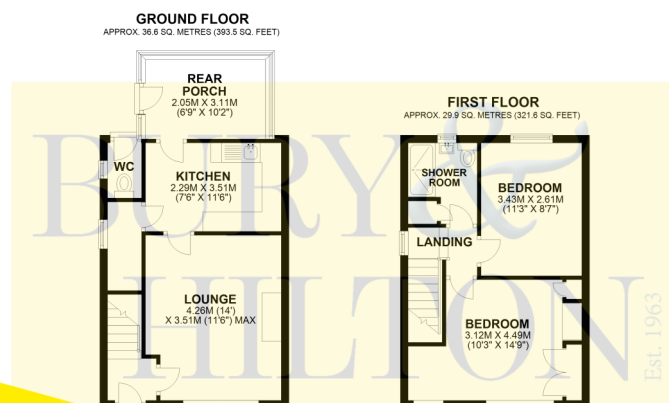 GROUND FLOOR
APPROX. 36.6 SQ. METRES (393.5 SQ. FEET)
REAR
PORCH
2.05M X 3.11M
(6'9" X 10'2")
WC
KITCHEN
2.29M X 3.51M
(7'6" X 11'6")
LOUNGE
4.26M (14')
X 3.51M (11'6") MAX
FIRST FLOOR
APPROX. 29.9 SQ. METRES (321.6 SQ. FEET)
SHOWER
ROOM
BEDROOM
3.43M X 2.61M
(11'3" X 8'7")
LANDING
BEDROOM
3.12M X 4.49M
(10'3" X 14'9")
BURY &
HILTON
Est. 1963